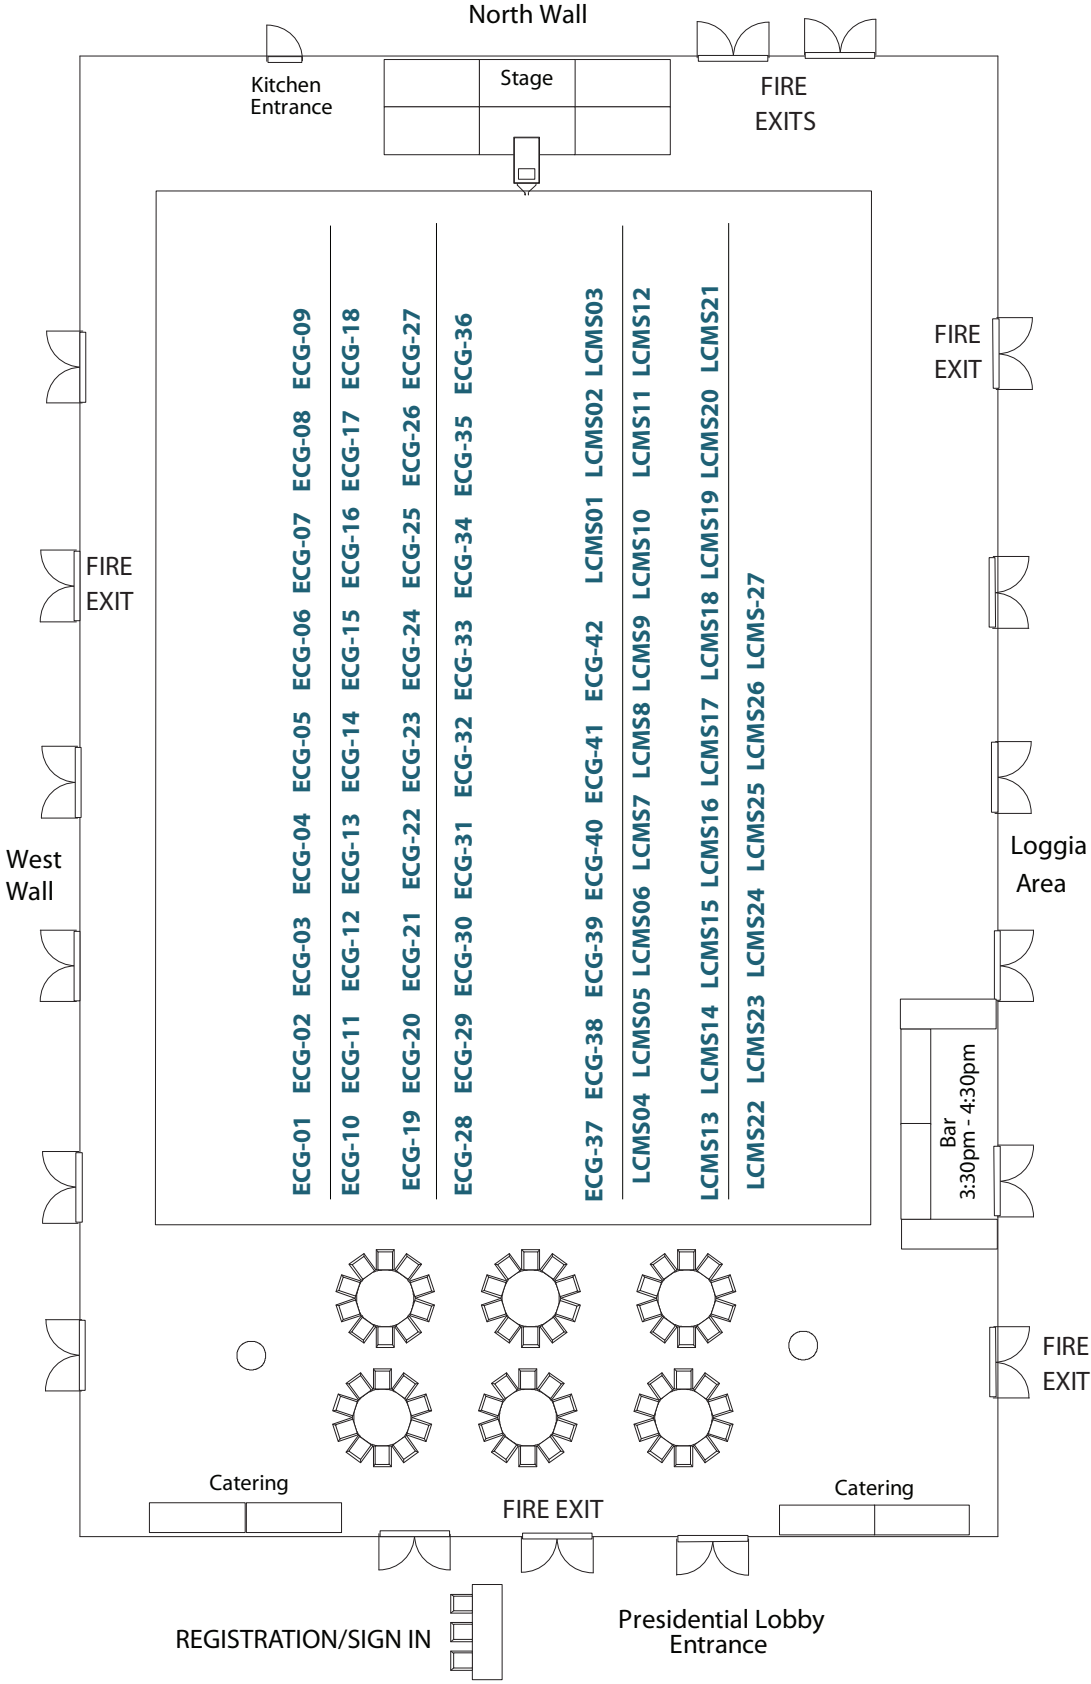 North Wall
Kitchen
Entrance
Stage
FIRE
EXITS
FIRE
EXIT
FIRE
EXIT
West
Wall
Loggia
Area
ECG-01 ECG-02 ECG-03 ECG-04 ECG-05 ECG-06 ECG-07 ECG-08 ECG-09
ECG-10 ECG-11 ECG-12 ECG-13 ECG-14 ECG-15 ECG-16 ECG-17 ECG-18
ECG-19 ECG-20 ECG-21 ECG-22 ECG-23 ECG-24 ECG-25 ECG-26 ECG-27
ECG-28 ECG-29 ECG-30 ECG-31 ECG-32 ECG-33 ECG-34 ECG-35 ECG-36
ECG-37 ECG-38 ECG-39 ECG-40 ECG-41 ECG-42 LCMS01 LCMS02 LCMS03
LCMS04 LCMS05 LCMS06 LCMS7 LCMS8 LCMS9 LCMS10 LCMS11 LCMS12
LCMS13 LCMS14 LCMS15 LCMS16 LCMS17 LCMS18 LCMS19 LCMS20 LCMS21
LCMS22 LCMS23 LCMS24 LCMS25 LCMS26 LCMS-27
Bar
3:30pm - 4:30pm
FIRE
EXIT
Catering
Catering
FIRE EXIT
REGISTRATION/SIGN IN
Presidential Lobby
Entrance